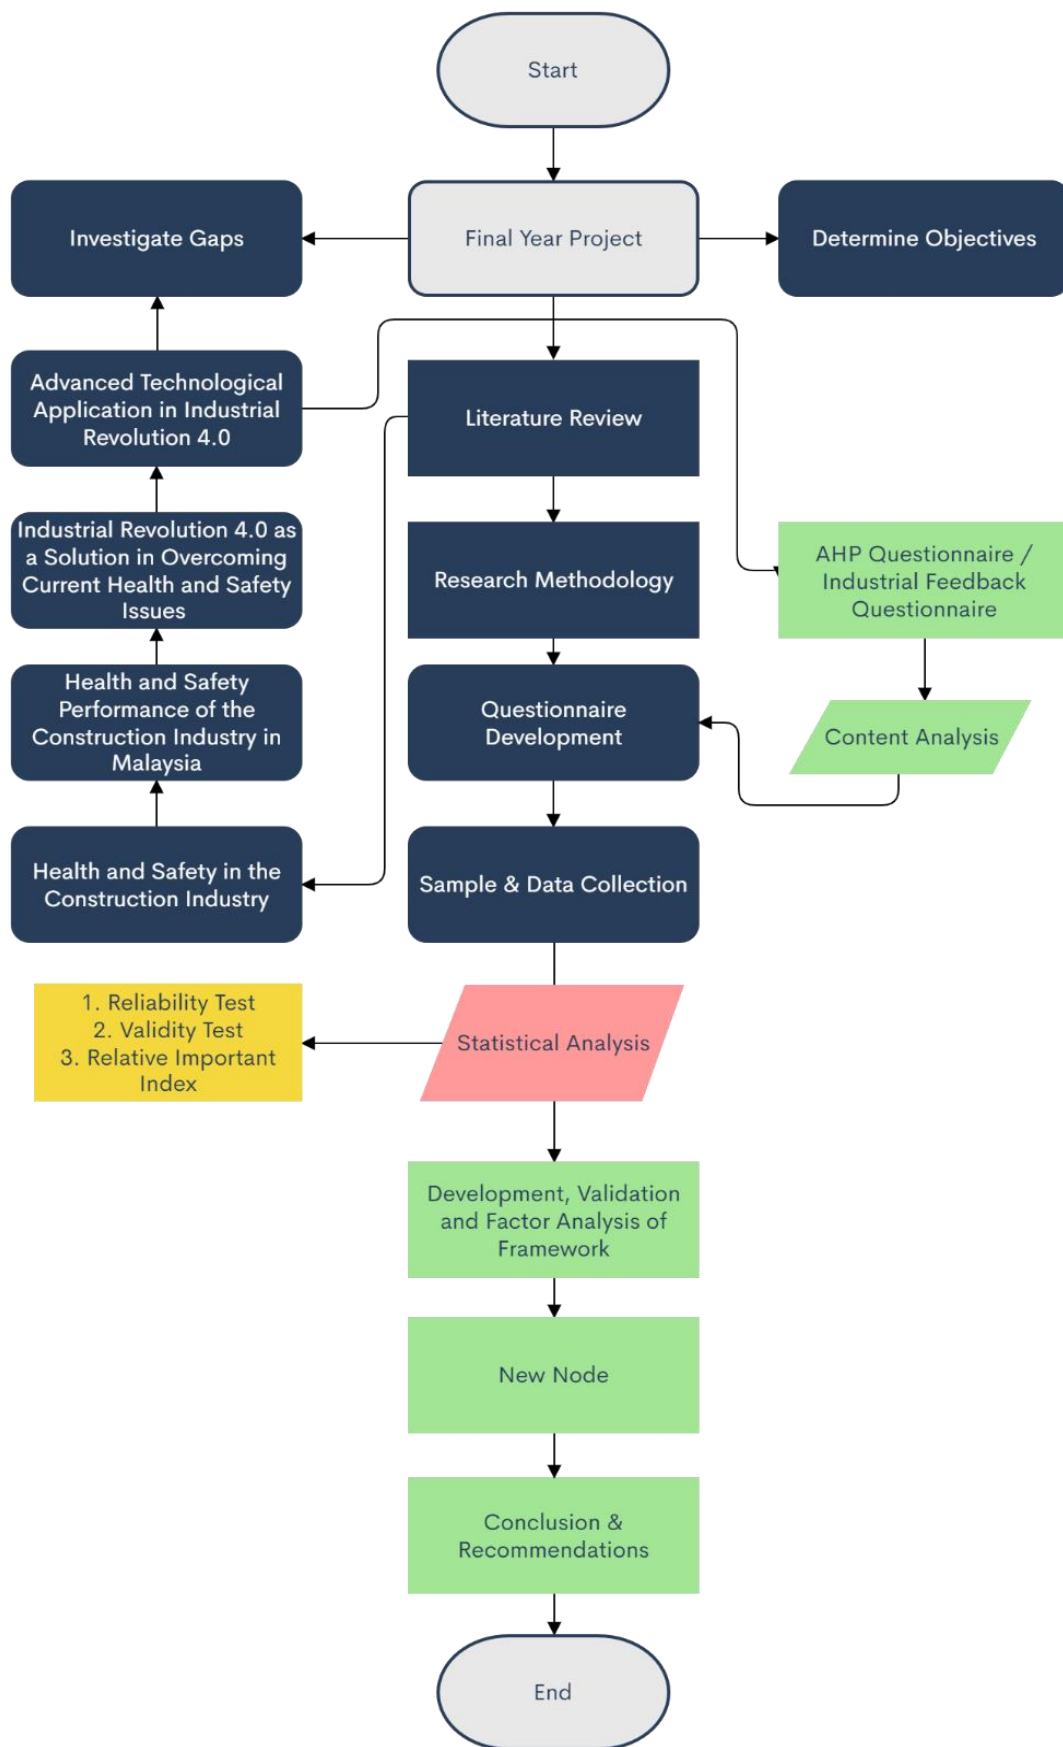 Start
Investigate Gaps
Final Year Project
Determine Objectives
Advanced Technological
Application in Industrial
Revolution 4.0
Literature Review
Industrial Revolution 4.0 as
a Solution in Overcoming
Current Health and Safety
Issues
Research Methodology
AHP Questionnaire /
Industrial Feedback
Questionnaire
Health and Safety
Performance of the
Construction Industry in
Malaysia
Questionnaire
Development
Content Analysis
Health and Safety in the
Construction Industry
Sample & Data Collection
1. Reliability Test
2. Validity Test
3. Relative Important
Index
Statistical Analysis
Development, Validation
and Factor Analysis of
Framework
New Node
Conclusion &
Recommendations
End